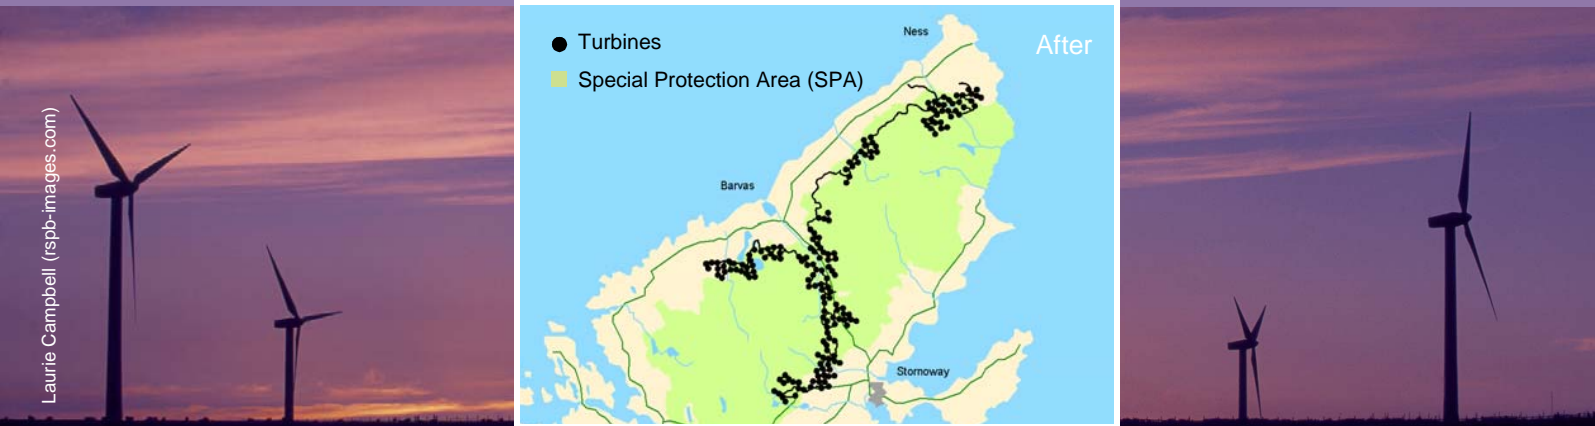 Laurie Campbell (rspb-images.com)
Turbines
Special Protection Area (SPA)
After
Ness
Barvas
Stornoway